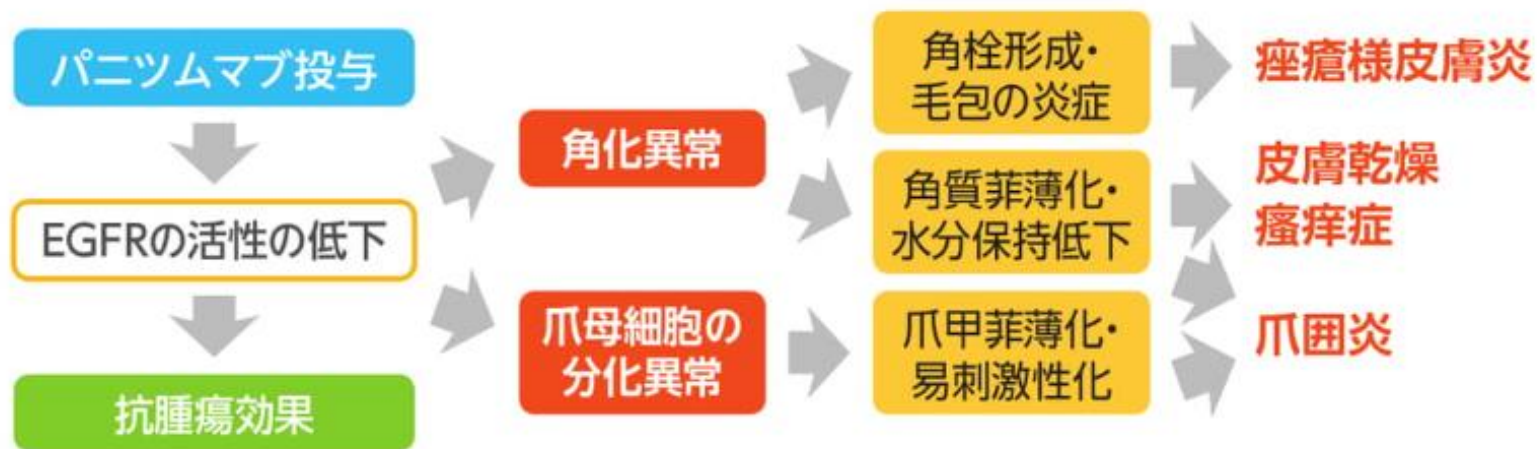 パニツムマブ投与
EGFRの活性の低下
抗腫瘍効果
角化異常
爪母細胞の
分化異常
角栓形成・
毛包の炎症
角質菲薄化・
水分保持低下
爪甲菲薄化・
易刺激性化
痤瘡様皮膚炎
皮膚乾燥
瘙痒症
爪囲炎